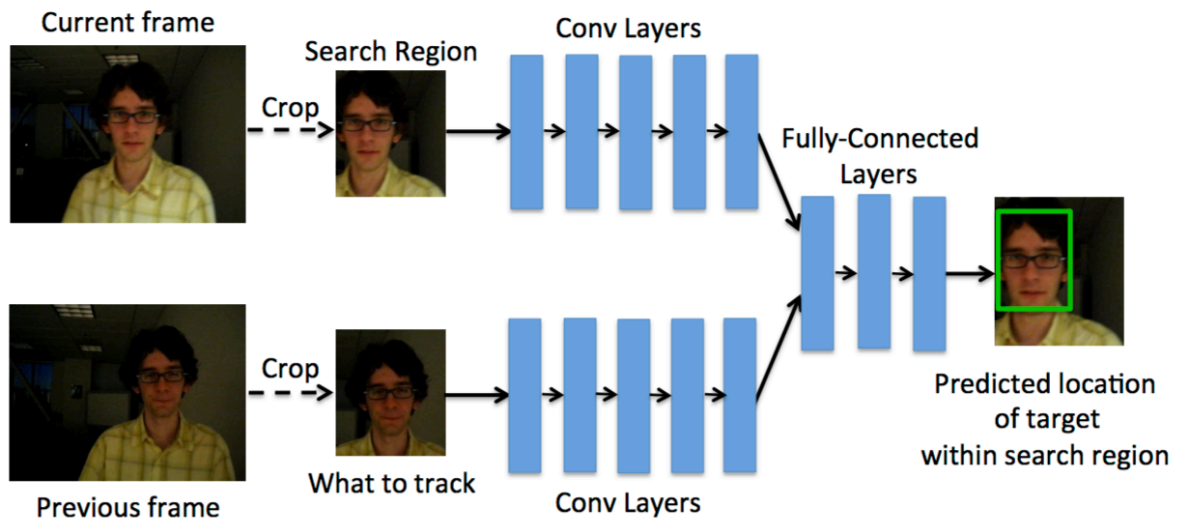 Current frame
Crop
Search Region
Conv Layers
Fully-Connected
Layers
Previous frame
Crop
What to track
Conv Layers
Predicted location
of target
within search region